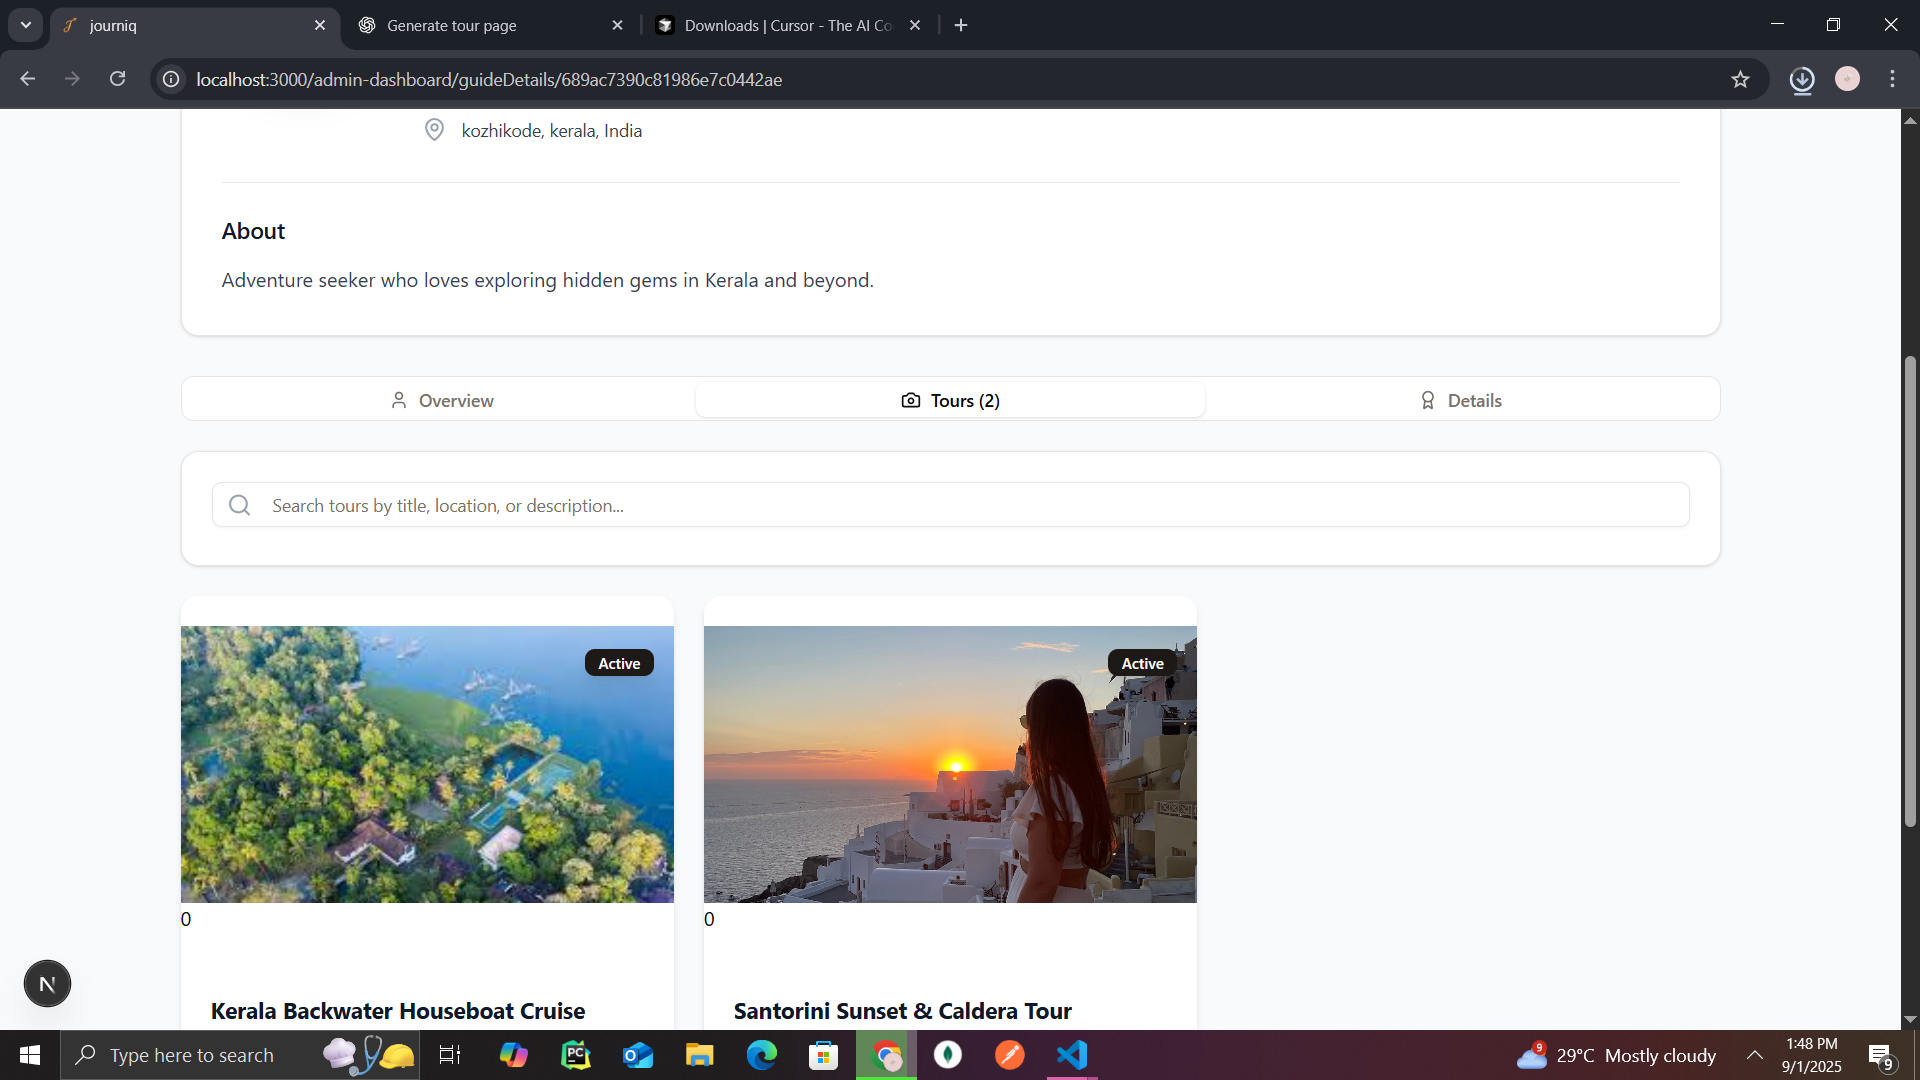 journiq
Generate tour page
Downloads | Cursor - The AI Co
localhost:3000/admin-dashboard/guideDetails/689ac7390c81986e7c0442ae
kozhikode, kerala, India
About
Adventure seeker who loves exploring hidden gems in Kerala and beyond.
Overview
Tours (2)
Details
Search tours by title, location, or description...
Active
Active
0
0
Kerala Backwater Houseboat Cruise
Santorini Sunset & Caldera Tour
N
Type here to search
PC
9
29°C Mostly cloudy
1:48 PM
9/1/2025
9